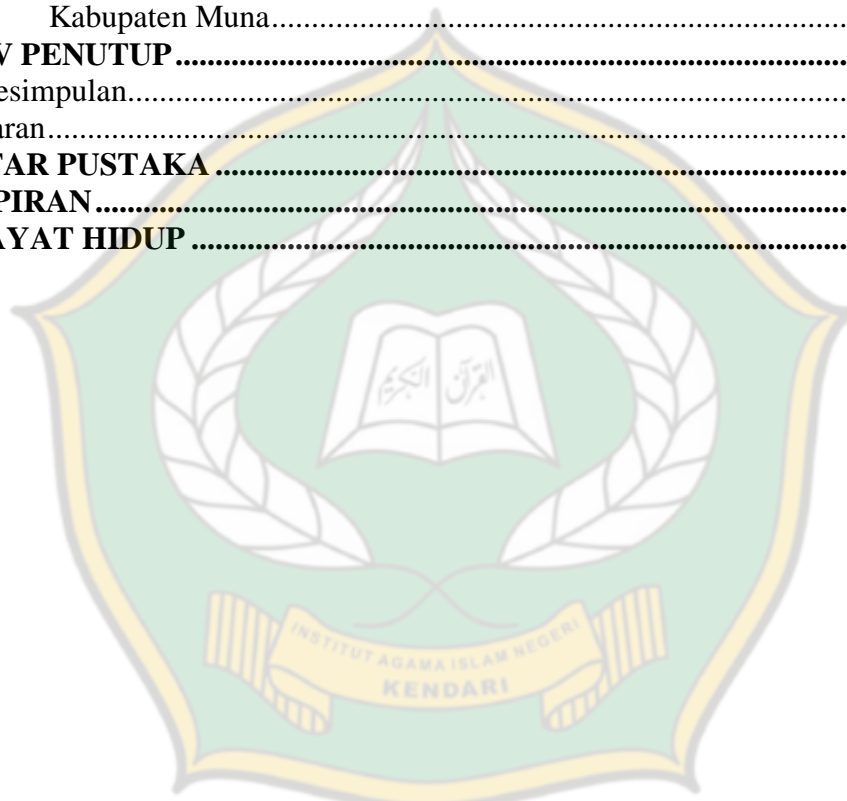 Kabupaten Muna....................................................................................
V PENUTUP.....................................................................................
esimpulan...........................................................................................
aran.....................................................................................................
TAR PUSTAKA ................................................................................
PIRAN...............................................................................................
AYAT HIDUP ...................................................................................
القرآن الكريم
INSTITUT AGAMA ISLAM NEGERI
KENDARI